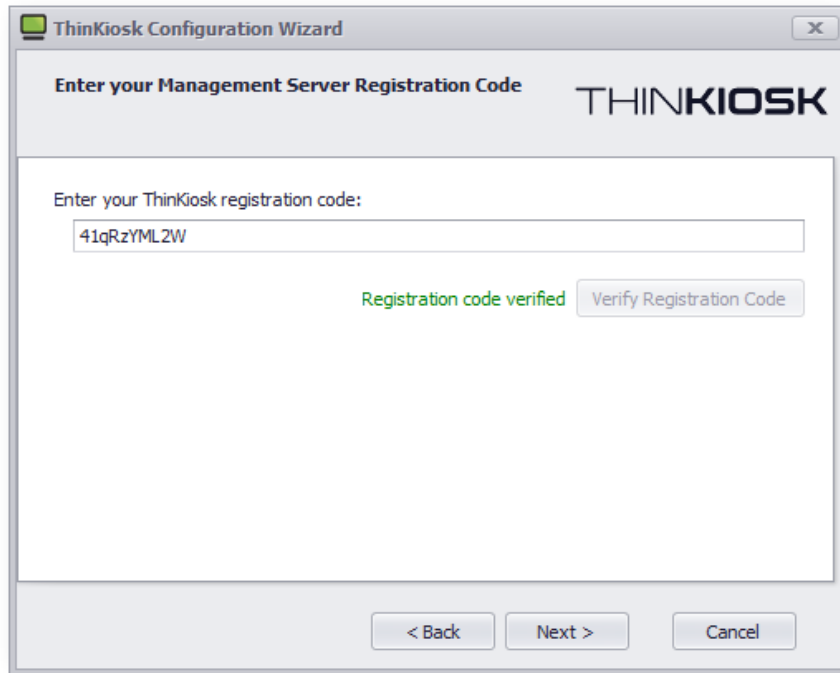 ThinKiosk Configuration Wizard
Enter your Management Server Registration Code
THINKIOSK
Enter your ThinKiosk registration code:
41qRzYML2W
Registration code verified
Verify Registration Code
< Back
Next >
Cancel